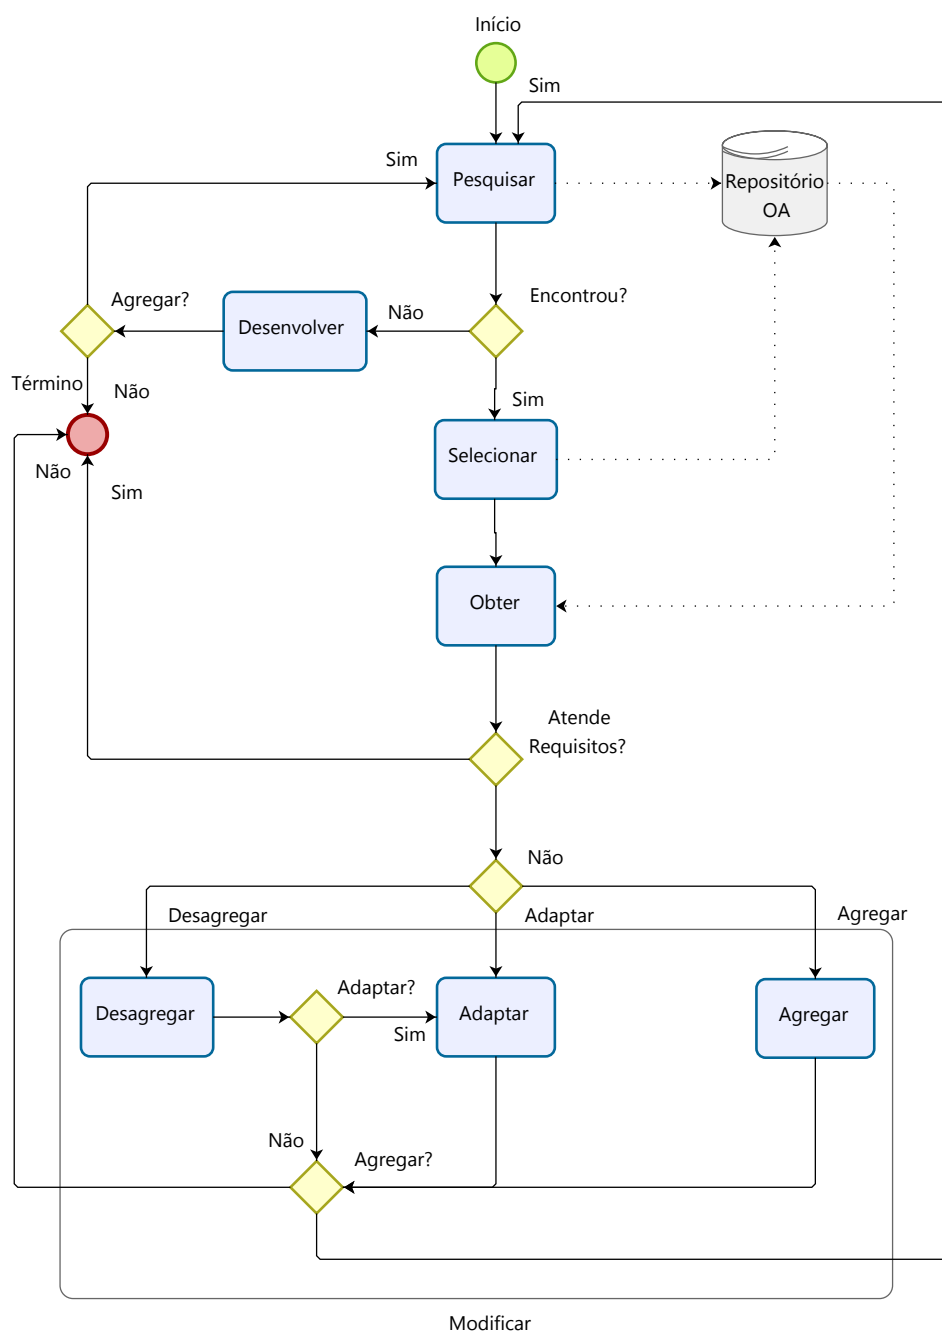 Início
Sim
Sim
Pesquisar
Repositório
OA
Agregar?
Desenvolver
Não
Encontrou?
Término
Não
Sim
Selecionar
Não
Sim
Obter
Atende
Requisitos?
Não
Desagregar
Adaptar
Agregar
Desagregar
Adaptar?
Sim
Adaptar
Agregar
Não
Agregar?
Modificar